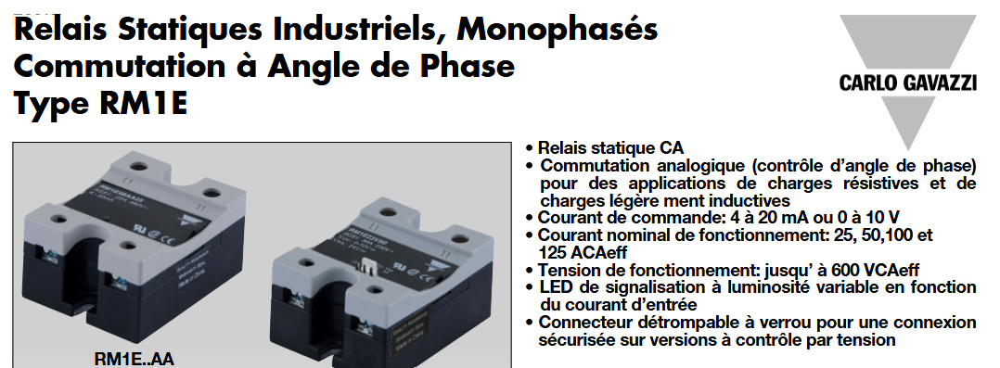 Relais Statiques Industriels, Monophasés
Commutation à Angle de Phase
Type RM1E
CARLO GAVAZZI
• Relais statique CA
• Commutation analogique (contrôle d'angle de phase)
pour des applications de charges résistives et de
charges légère ment inductives
• Courant de commande: 4 à 20 mA ou 0 à 10 V
• Courant nominal de fonctionnement: 25, 50,100 et
125 ACAeff
• Tension de fonctionnement: jusqu' à 600 VCAeff
• LED de signalisation à luminosité variable en fonction
du courant d'entrée
• Connecteur détrompable à verrou pour une connexion
sécurisée sur versions à contrôle par tension
RM1E..AA
Made in China